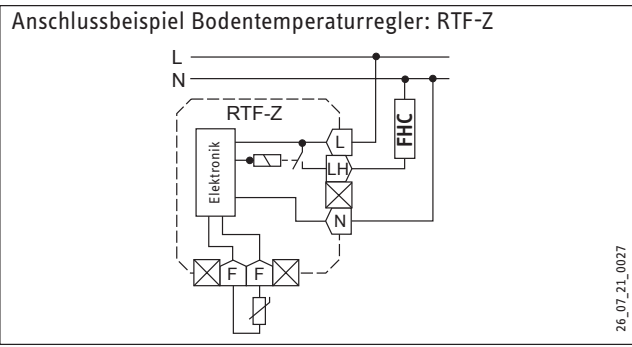 Anschlussbeispiel Bodentemperaturregler: RTF-Z
L
N
RTF-Z
Elektronik
L
LH
N
F F
FHC
26_07_21_0027